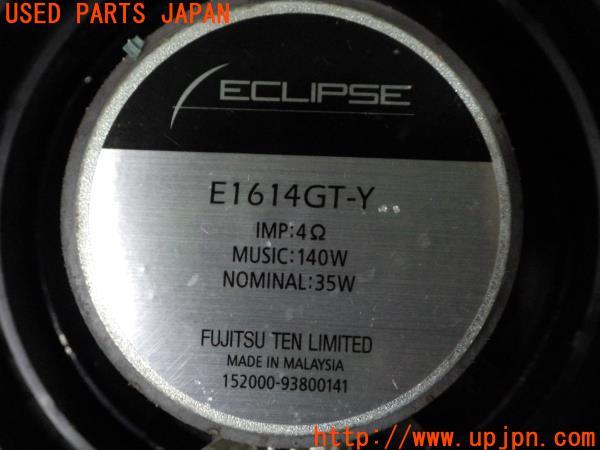 USED PARTS JAPAN
ECLIPSE
E1614GT-Y
IMP:4Ω
MUSIC:140W
NOMINAL:35W
FUJITSU TEN LIMITED
MADE IN MALAYSIA
152000-93800141
http://www.upjpn.com/